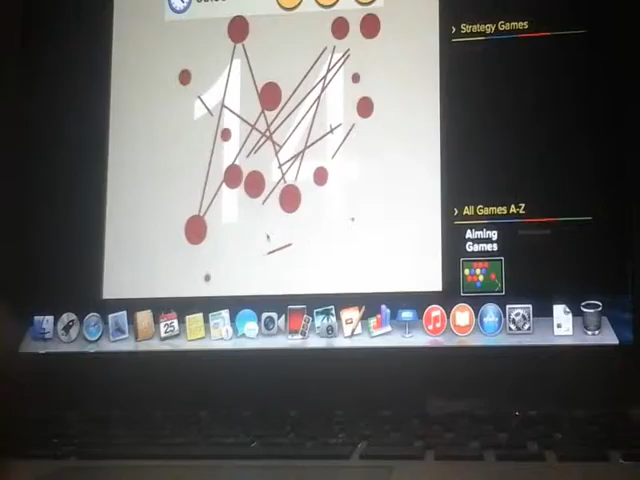 › Strategy Games
14
› All Games A-Z
Aiming
Games
25